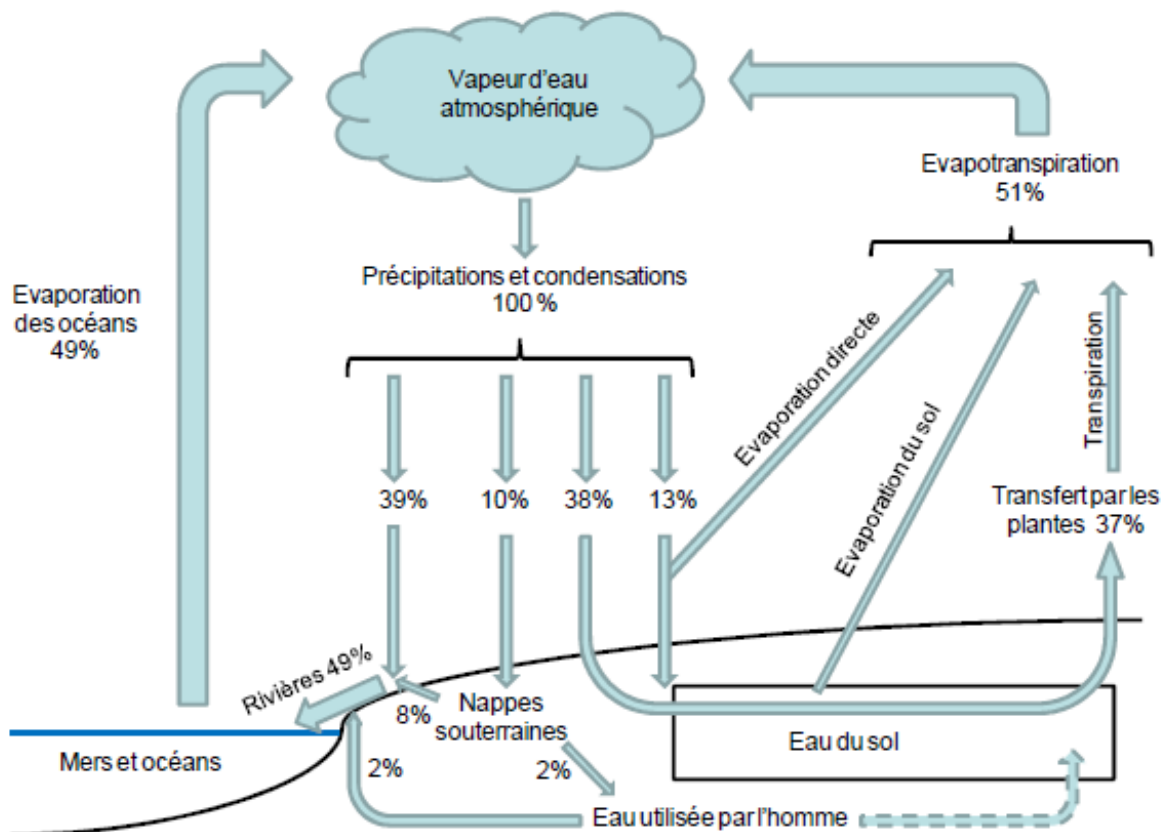 Vapeur d'eau
atmosphérique
Evapotranspiration
51%
Précipitations et condensations
100 %
Evaporation
des océans
49%
Evaporation directe
Evaporation du sol
Transpiration
39%
10%
38%
13%
Transfert par les
plantes 37%
Rivières 49%
8%
Nappes
souterraines
Eau du sol
Mers et océans
2%
2%
Eau utilisée par l'homme